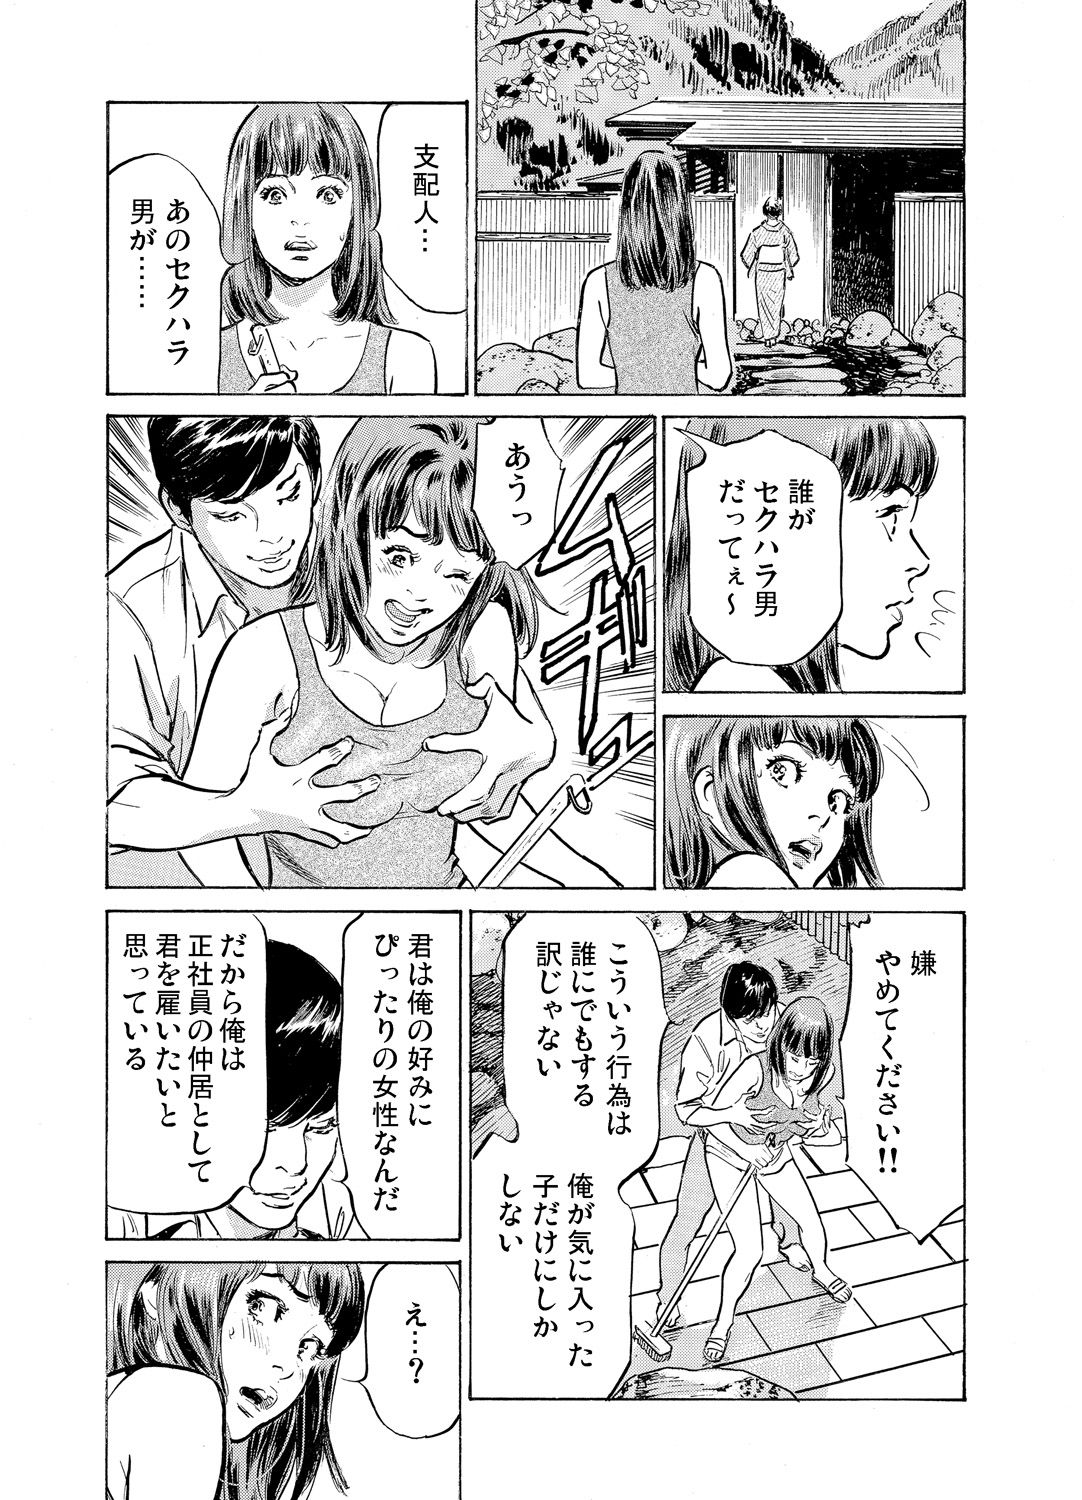 支配人…
あのセクハラ
男が……
誰が
セクハラ男
だってぇ～
あうっ
ムギュッ
嫌
やめてください!!
こういう行為は
誰にでもする
訳じゃない
俺が気に入った
子だけにしか
しない
君は俺の好みに
ぴったりの女性なんだ
だから俺は
正社員の仲居として
君を雇いたいと
思っている
え…?